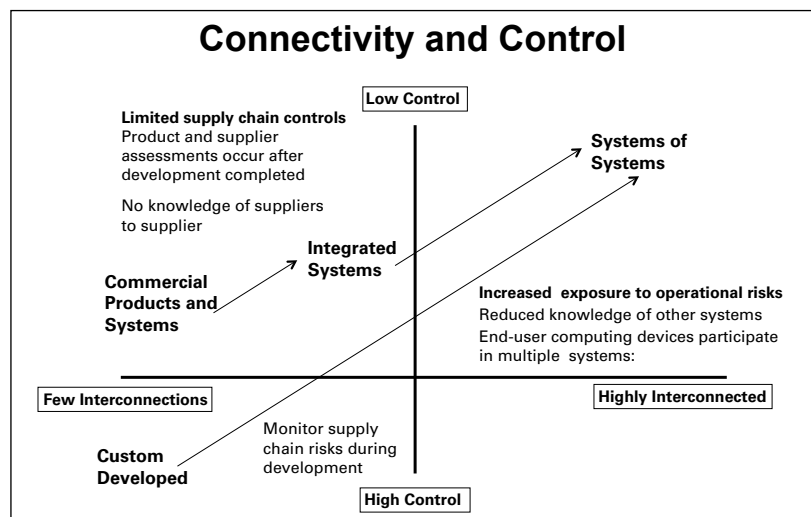 Connectivity and Control
Low Control
Limited supply chain controls
Product and supplier
assessments occur after
development completed
No knowledge of suppliers
to supplier
Systems of
Systems
Integrated
Systems
Commercial
Products and
Systems
Increased exposure to operational risks
Reduced knowledge of other systems
End-user computing devices participate
in multiple systems:
Few Interconnections
Highly Interconnected
Custom
Developed
Monitor supply
chain risks during
development
High Control